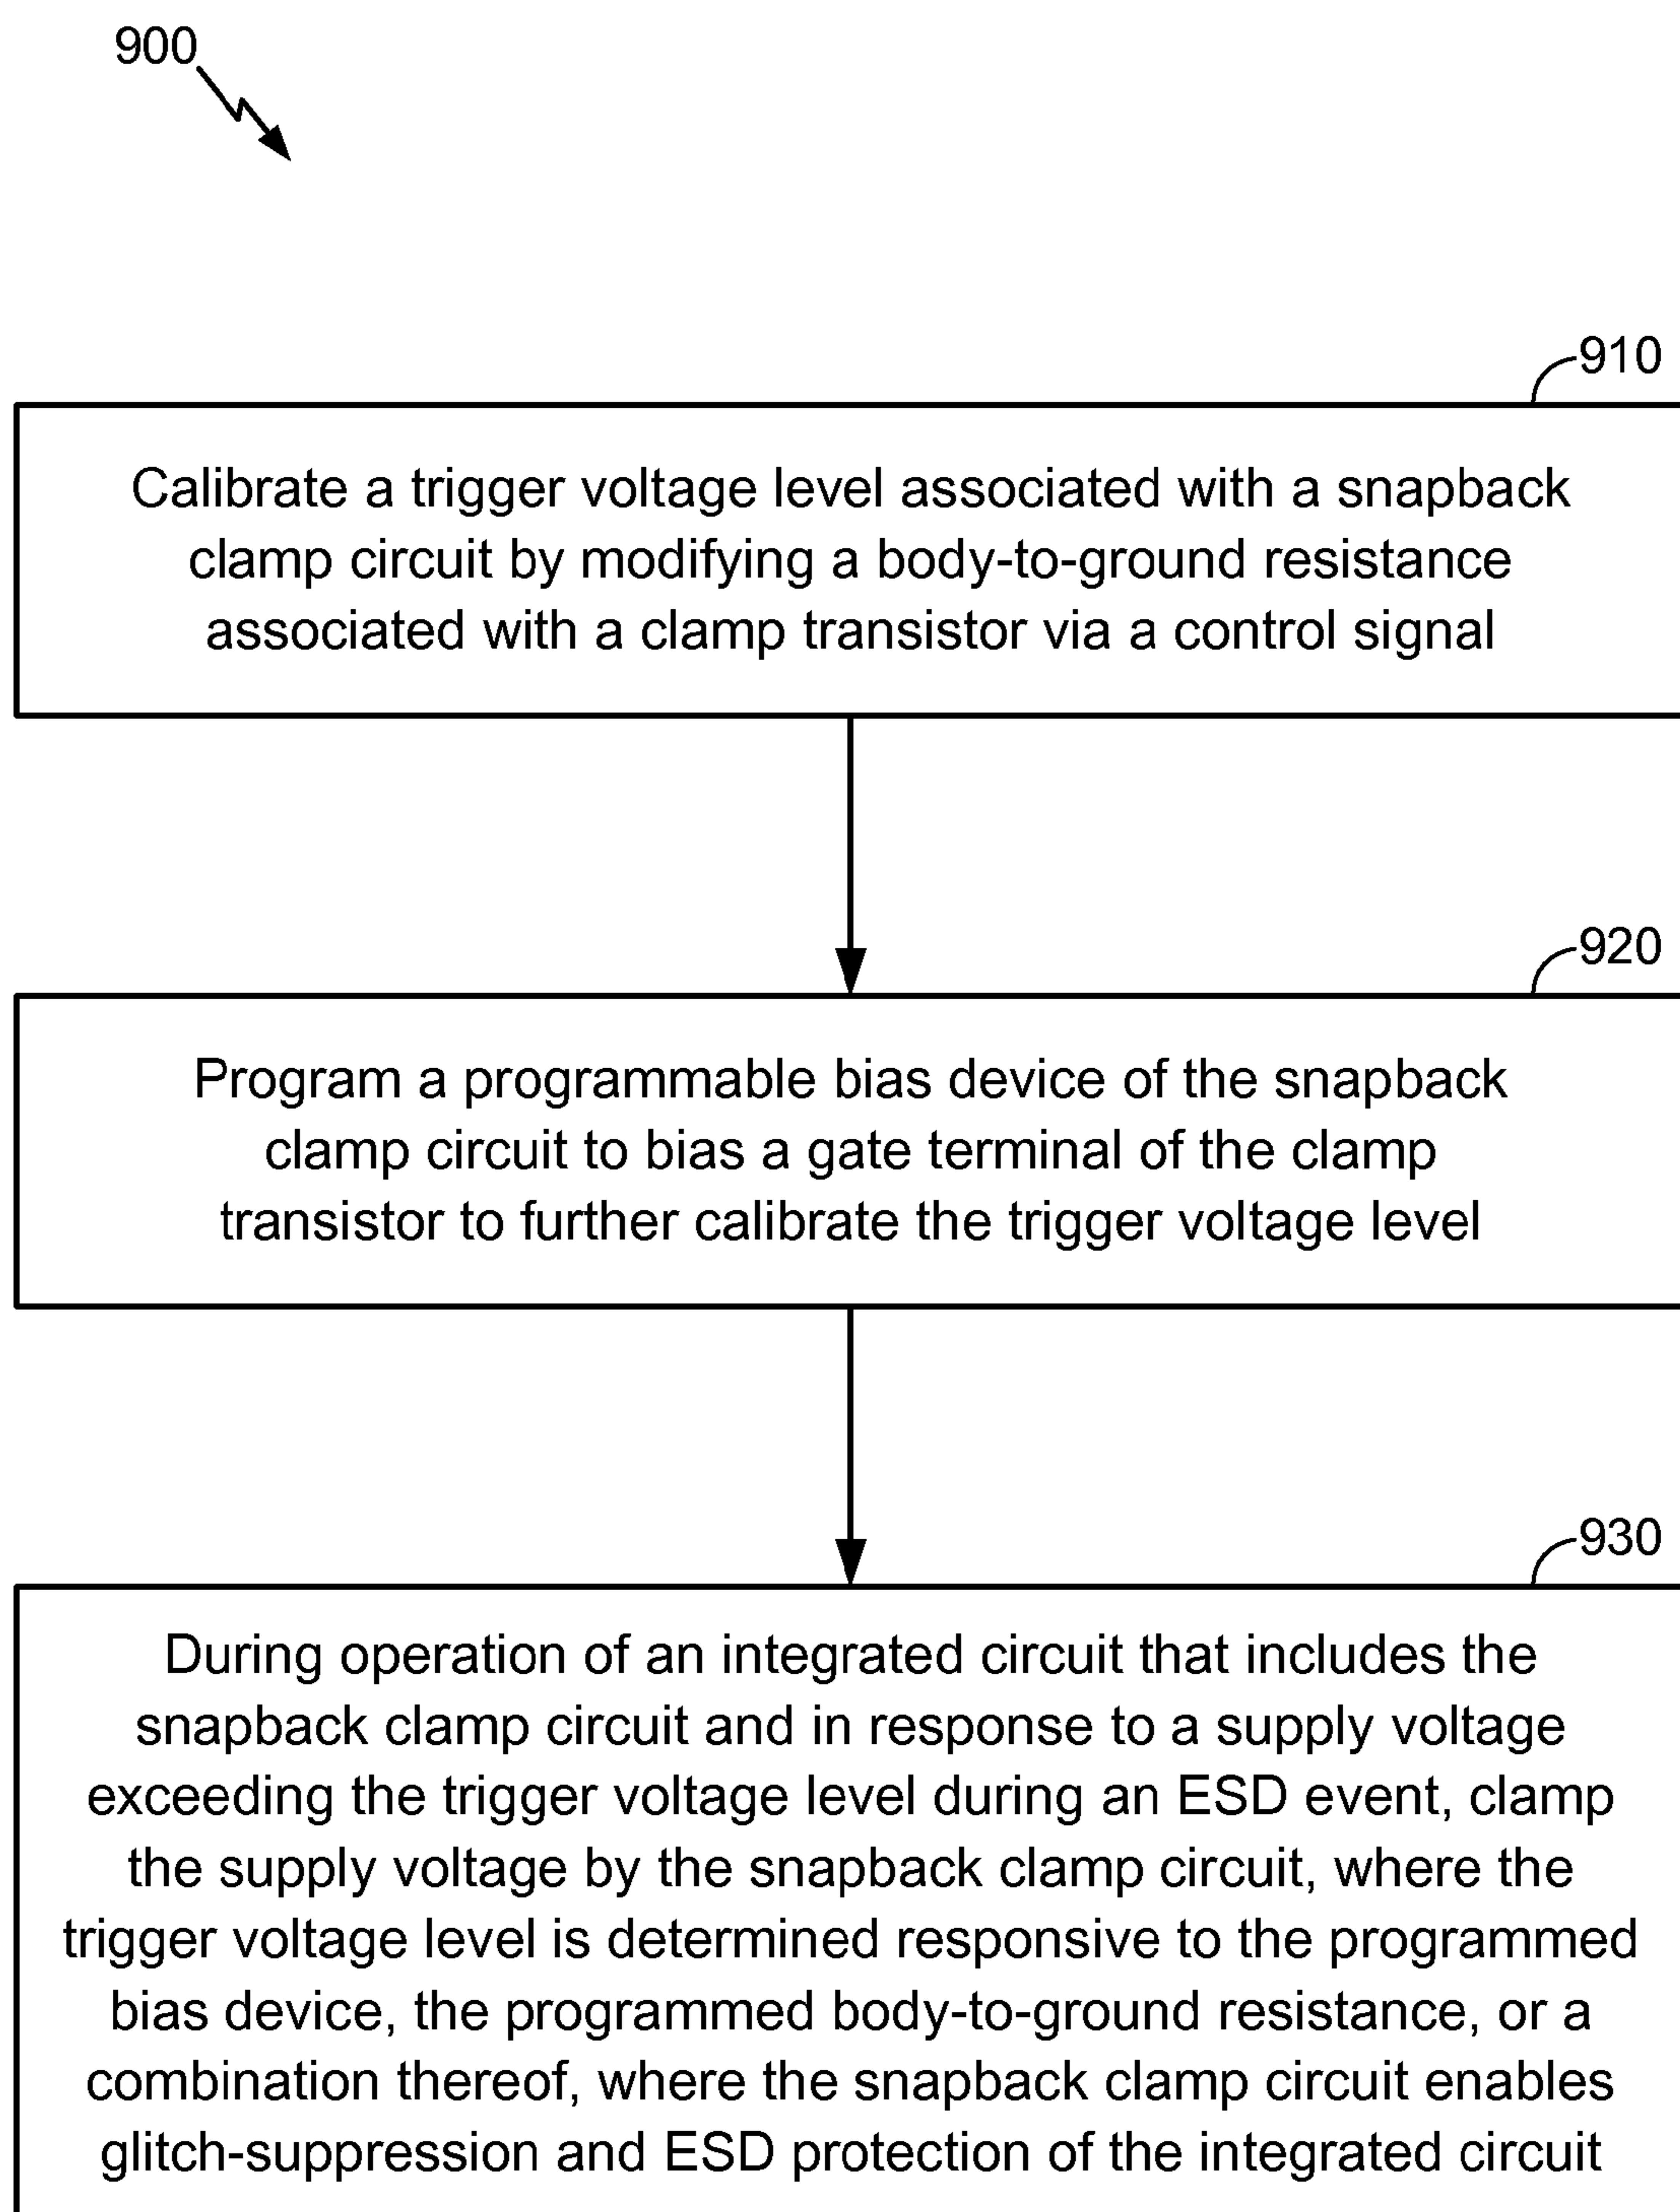 900
910
Calibrate a trigger voltage level associated with a snapback
clamp circuit by modifying a body-to-ground resistance
associated with a clamp transistor via a control signal
920
Program a programmable bias device of the snapback
clamp circuit to bias a gate terminal of the clamp
transistor to further calibrate the trigger voltage level
930
During operation of an integrated circuit that includes the
snapback clamp circuit and in response to a supply voltage
exceeding the trigger voltage level during an ESD event, clamp
the supply voltage by the snapback clamp circuit, where the
trigger voltage level is determined responsive to the programmed
bias device, the programmed body-to-ground resistance, or a
combination thereof, where the snapback clamp circuit enables
glitch-suppression and ESD protection of the integrated circuit